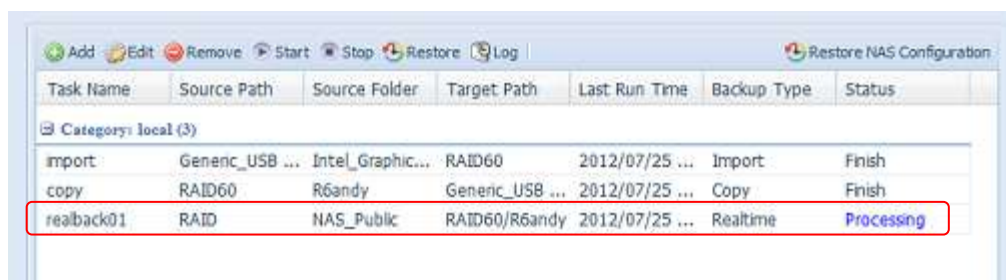 Add Edit Remove Start Stop Restore Log Restore NAS Configuration
Task Name Source Path Source Folder Target Path Last Run Time Backup Type Status
Category: local (3)
import Generic_USB ... Intel_Graphic... RAID60 2012/07/25 ... Import Finish
copy RAID60 R6andy Generic_USB ... 2012/07/25 ... Copy Finish
realback01 RAID NAS_Public RAID60/R6andy 2012/07/25 ... Realtime Processing